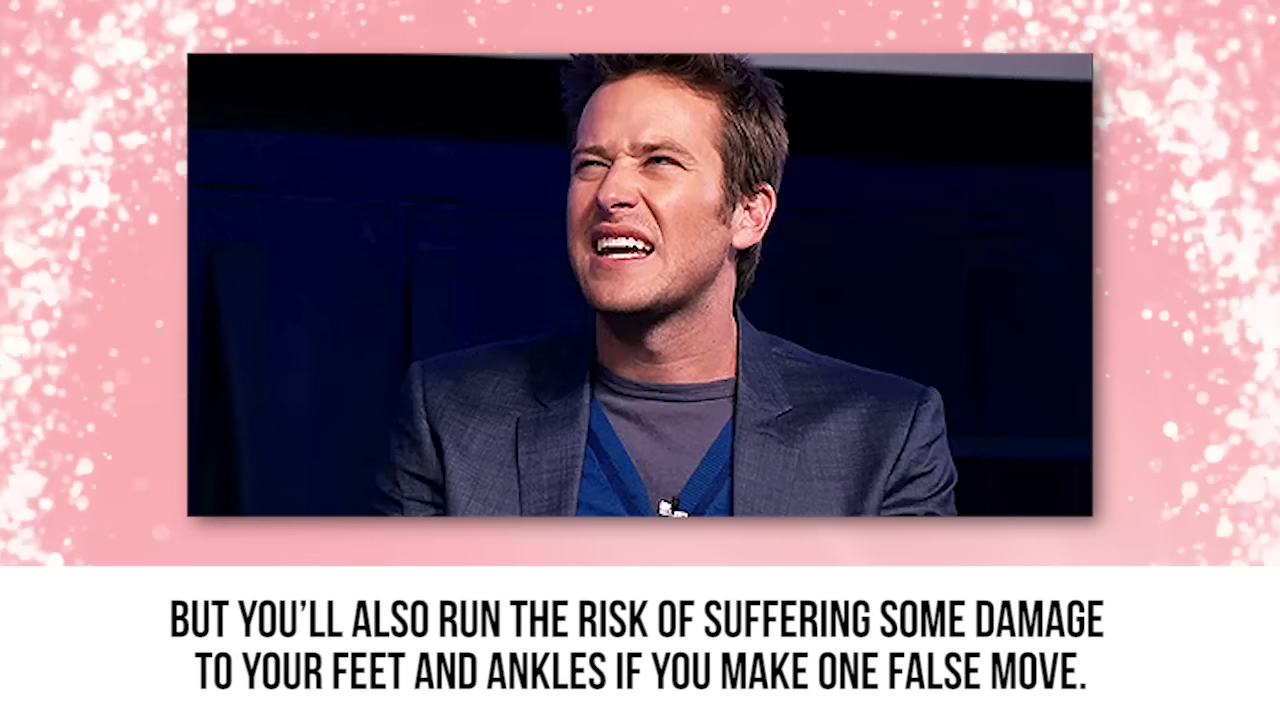 BUT YOU’LL ALSO RUN THE RISK OF SUFFERING SOME DAMAGE
TO YOUR FEET AND ANKLES IF YOU MAKE ONE FALSE MOVE.